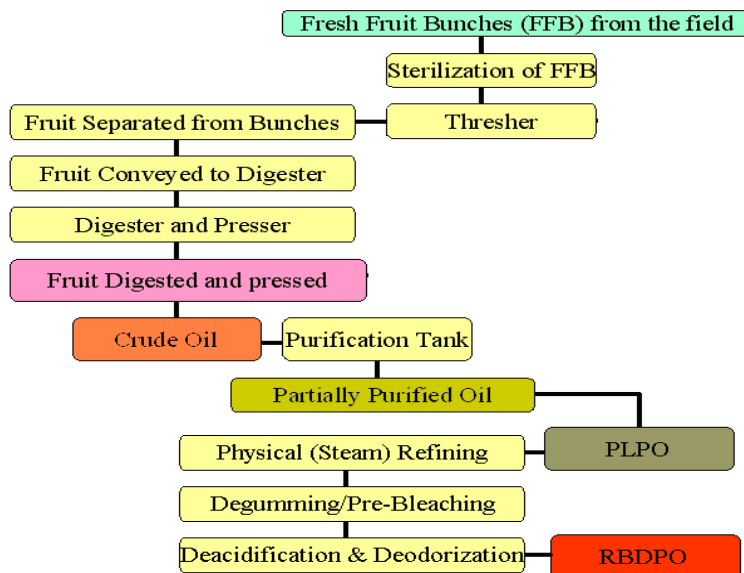 Fresh Fruit Bunches (FFB) from the field
Sterilization of FFB
Fruit Separated from Bunches
Thresher
Fruit Conveyed to Digester
Digester and Presser
Fruit Digested and pressed
Crude Oil
Purification Tank
Partially Purified Oil
Physical (Steam) Refining
PLPO
Degumming/Pre-Bleaching
Deacidification & Deodorization
RBDPO